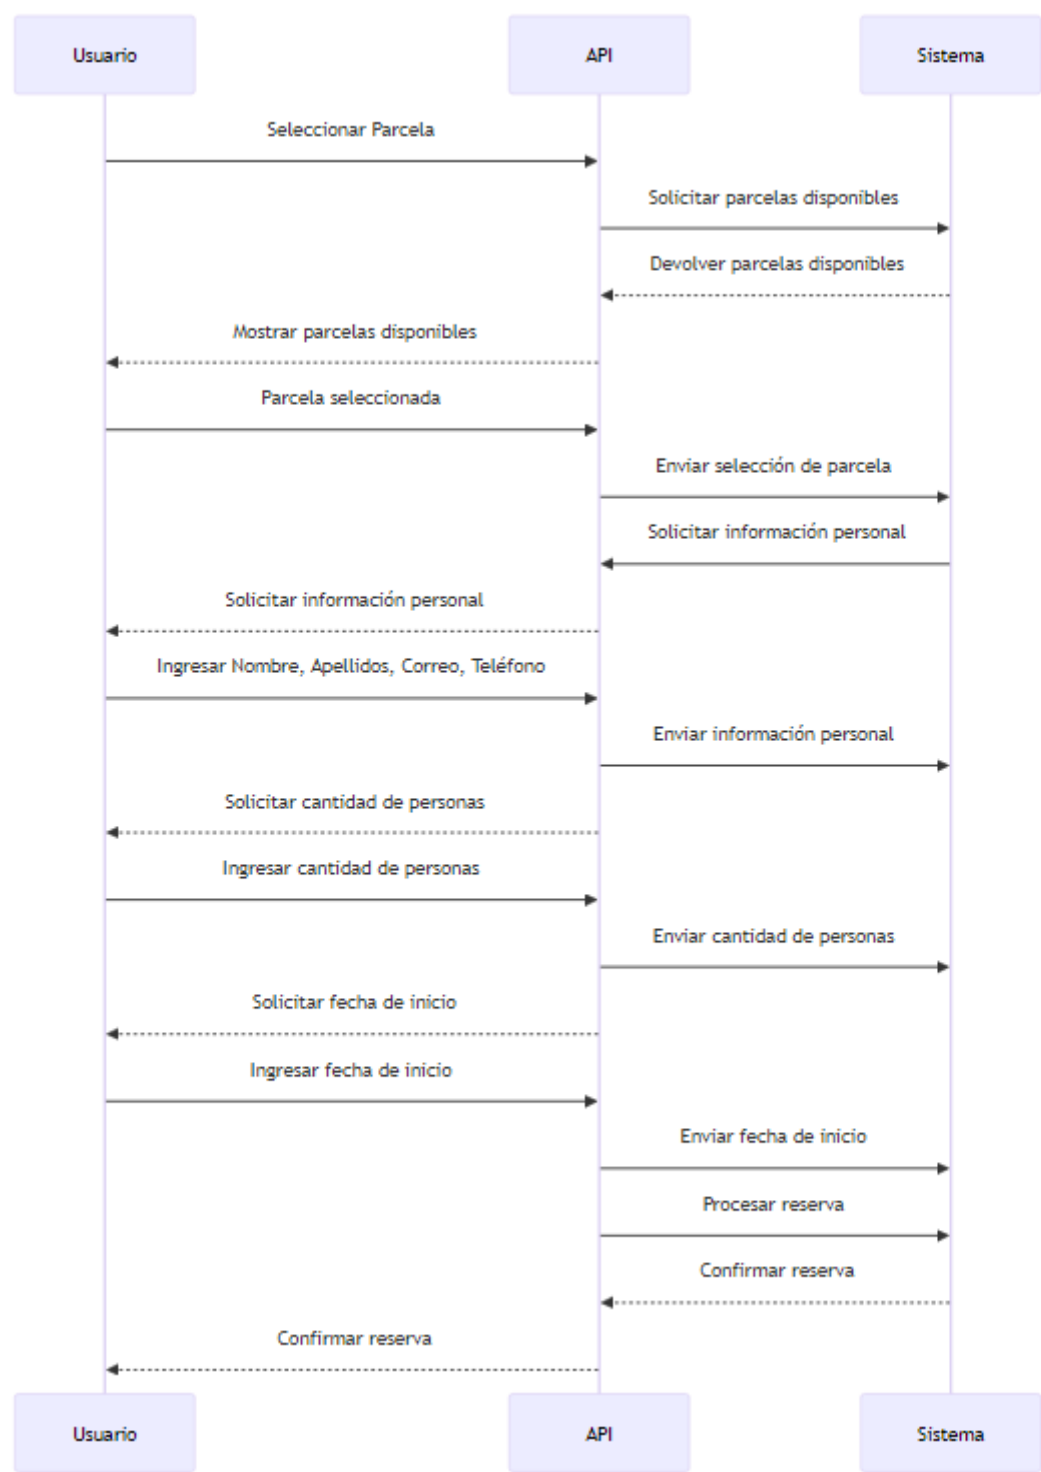 Usuario
API
Sistema
Seleccionar Parcela
Solicitar parcelas disponibles
Devolver parcelas disponibles
Mostrar parcelas disponibles
Parcela seleccionada
Enviar selección de parcela
Solicitar información personal
Solicitar información personal
Ingresar Nombre, Apellidos, Correo, Teléfono
Enviar información personal
Solicitar cantidad de personas
Ingresar cantidad de personas
Enviar cantidad de personas
Solicitar fecha de inicio
Ingresar fecha de inicio
Enviar fecha de inicio
Procesar reserva
Confirmar reserva
Confirmar reserva
Usuario
API
Sistema